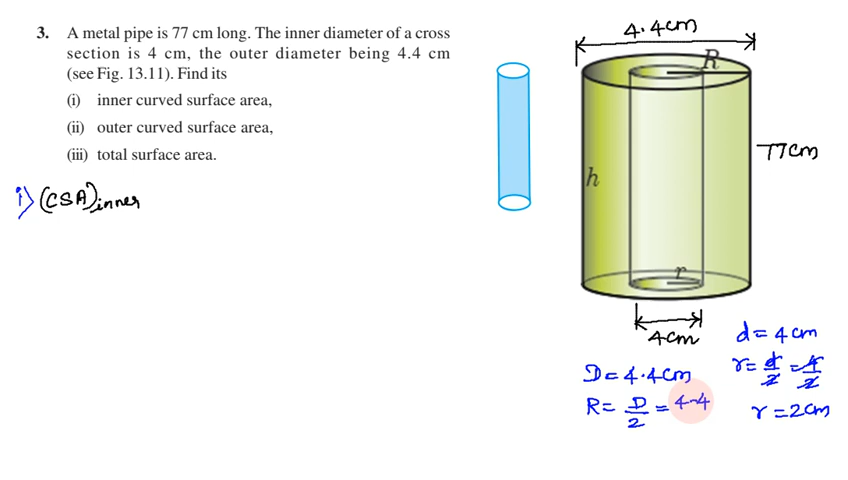 3. A metal pipe is 77 cm long. The inner diameter of a cross
section is 4 cm, the outer diameter being 4.4 cm
(see Fig. 13.11). Find its
(i) inner curved surface area,
(ii) outer curved surface area,
(iii) total surface area.
i) (CSA)inner
4.4cm
R
77cm
h
r
4cm
d = 4cm
r = d/2 = 4/2
r = 2cm
D = 4.4cm
R = D/2 = 4.4